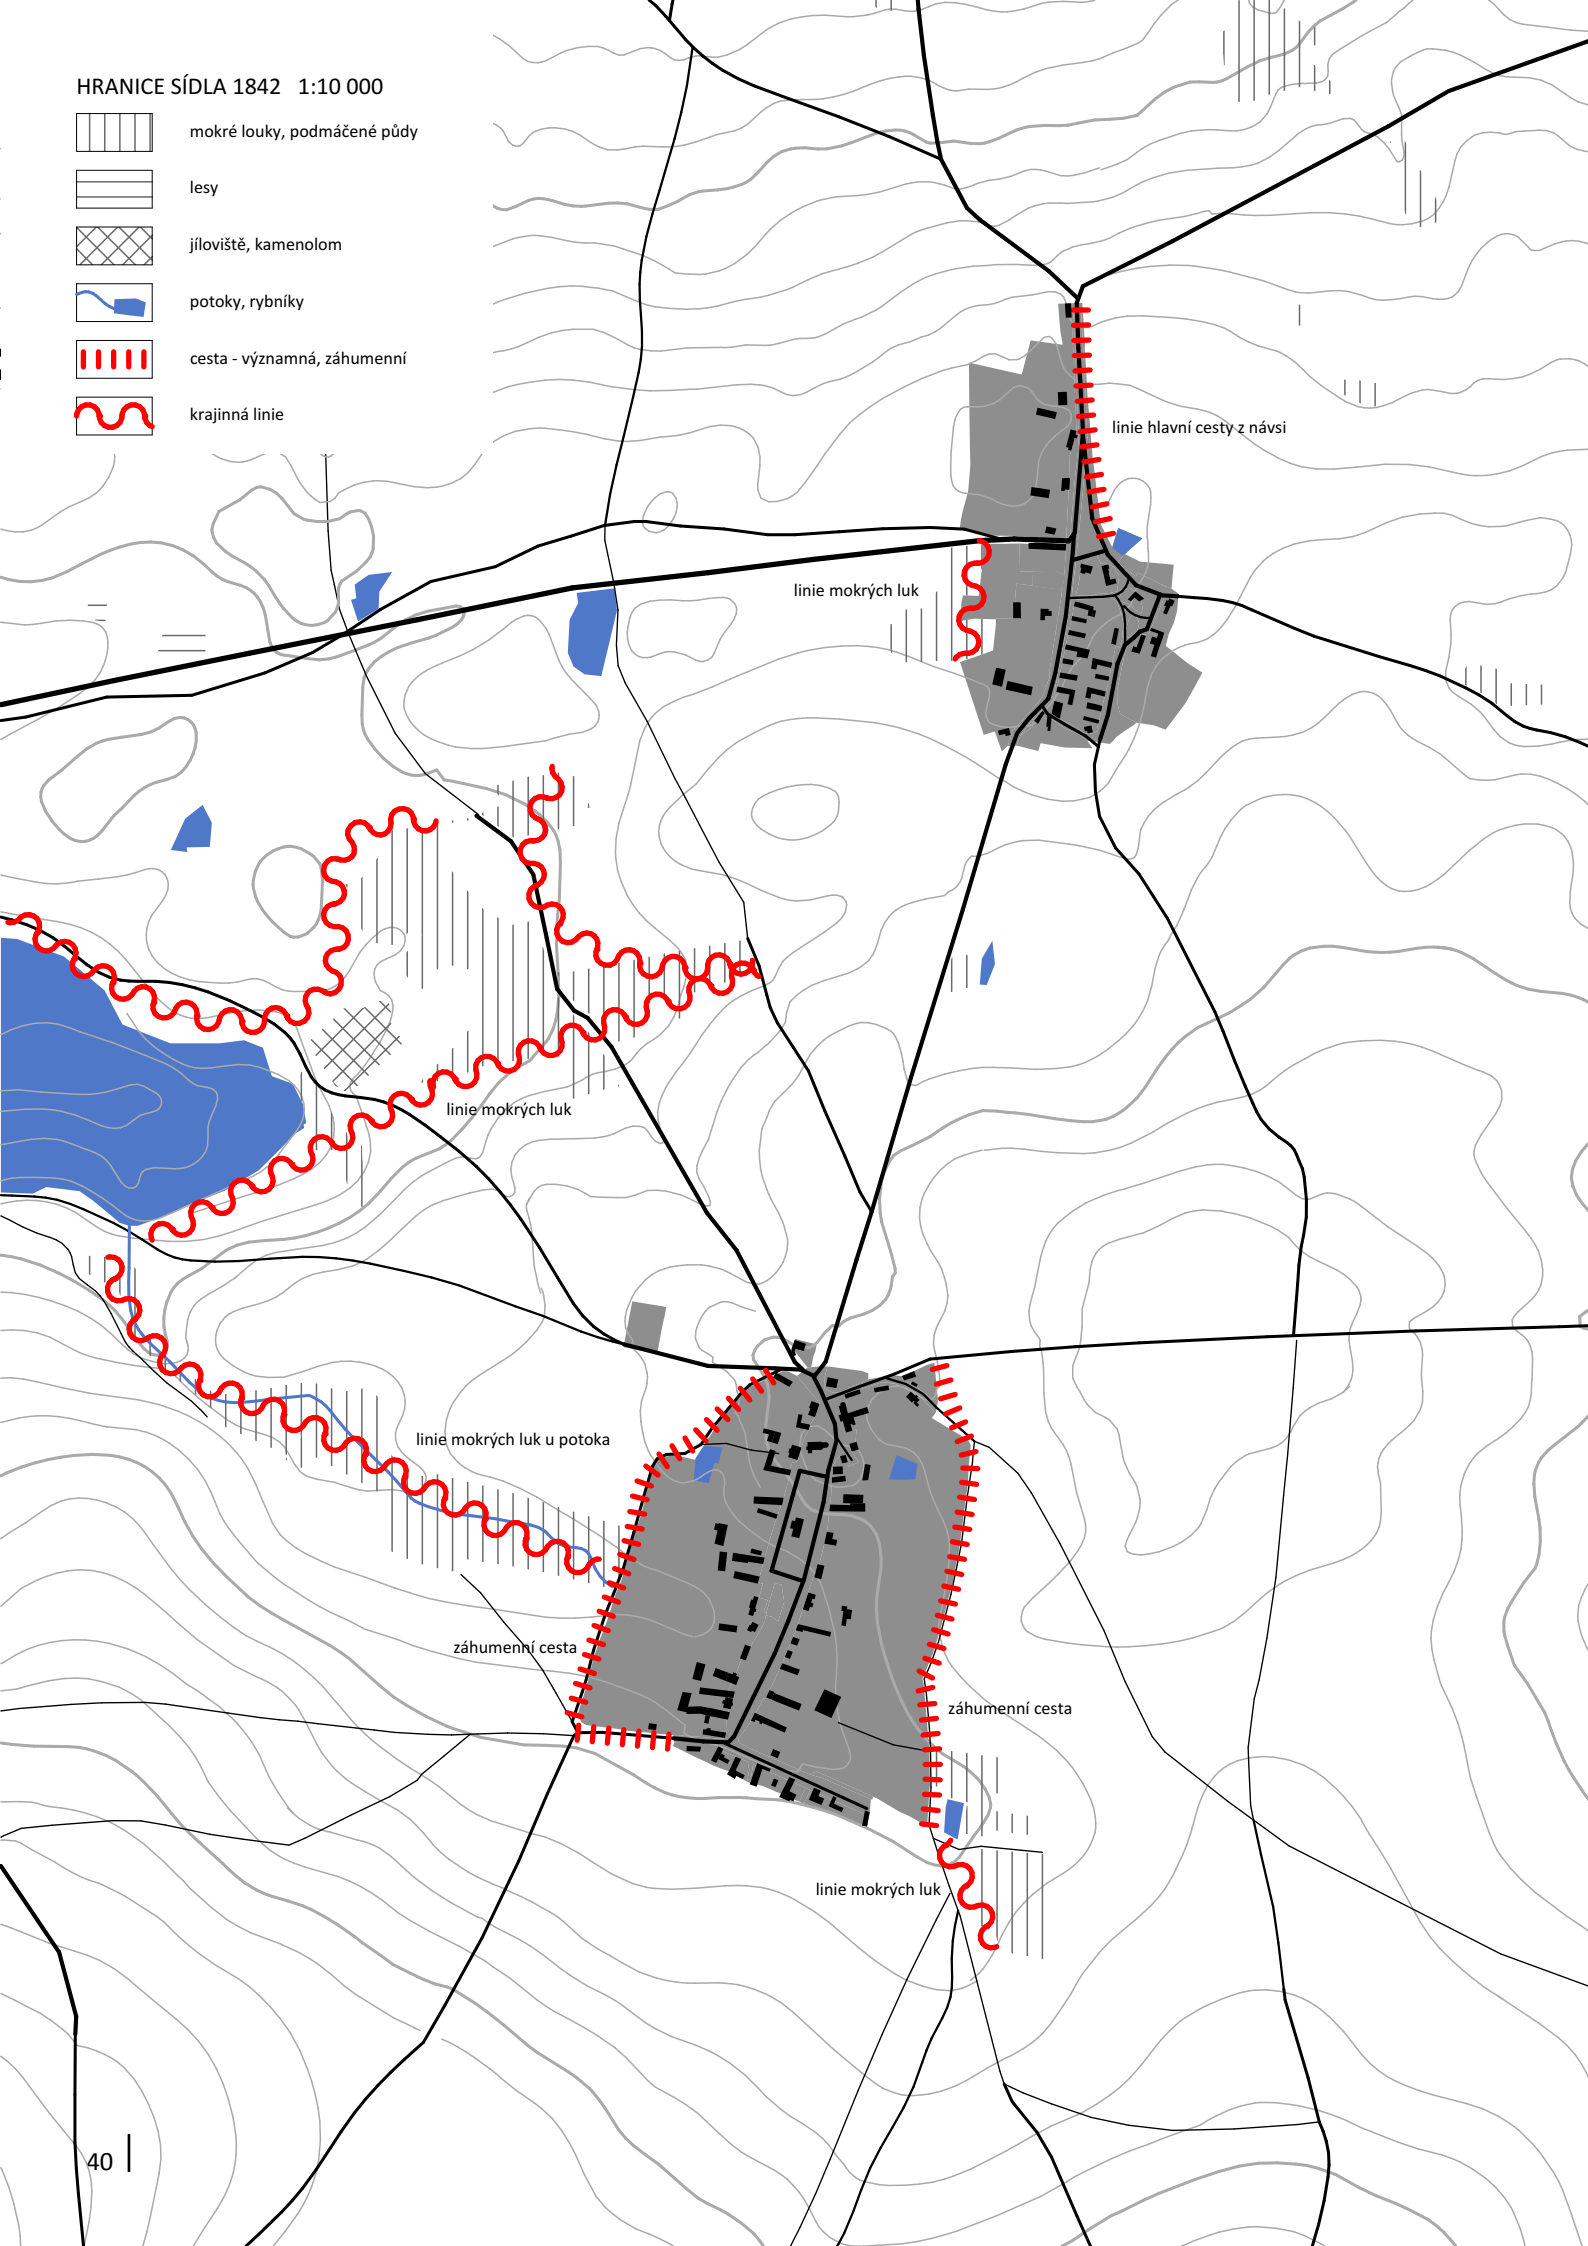 HRANICE SÍDLA 1842   1:10 000
mokré louky, podmáčené půdy
lesy
jíloviště, kamenolom
potoky, rybníky
cesta - významná, záhumenní
krajinná linie
linie hlavní cesty z návsi
linie mokrých luk
linie mokrých luk
linie mokrých luk u potoka
záhumenní cesta
záhumenní cesta
linie mokrých luk
40